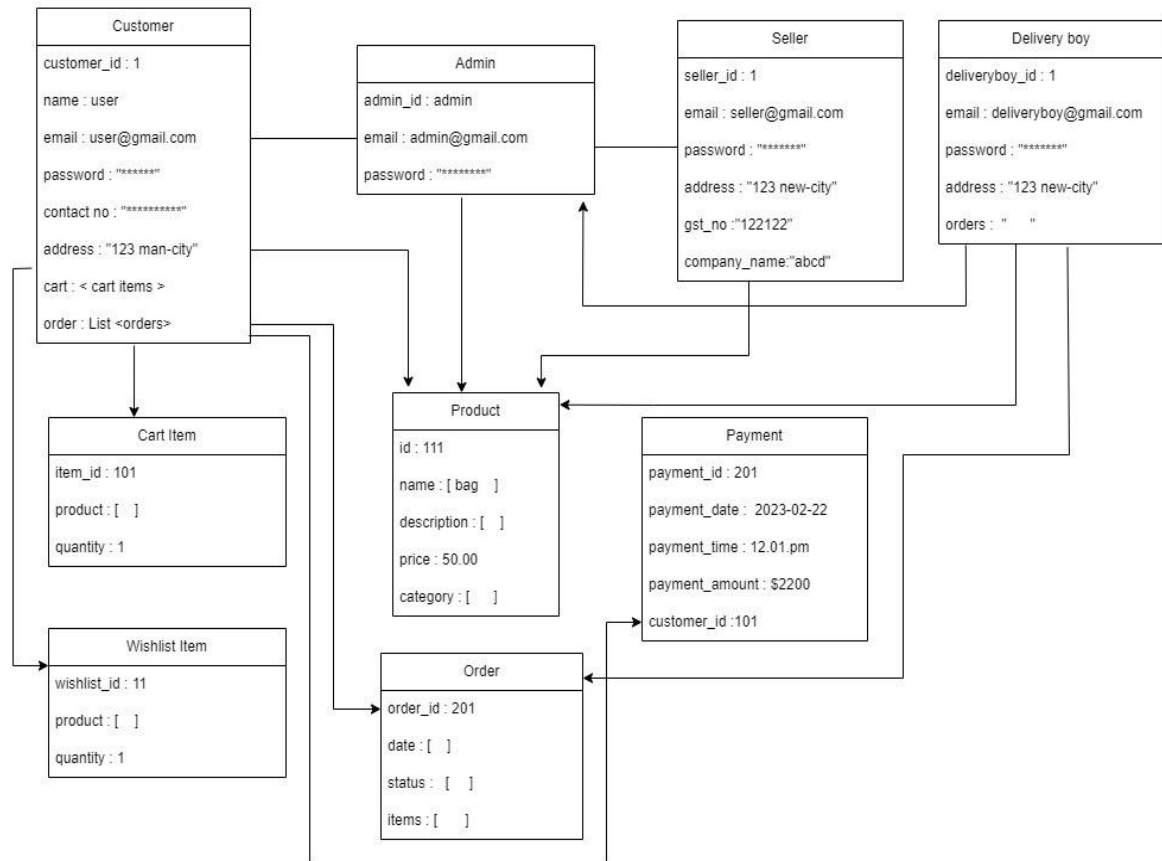 Customer
customer_id : 1
name : user
email : user@gmail.com
password : "******"
contact no : "**********"
address : "123 man-city"
cart : < cart items >
order : List <orders>
Admin
admin_id : admin
email : admin@gmail.com
password : "********"
Seller
seller_id : 1
email : seller@gmail.com
password : "*******"
address : "123 new-city"
gst_no :"122122"
company_name:"abcd"
Delivery boy
deliveryboy_id : 1
email : deliveryboy@gmail.com
password : "*******"
address : "123 new-city"
orders : " "
Cart Item
item_id : 101
product : [ ]
quantity : 1
Product
id : 111
name : [ bag ]
description : [ ]
price : 50.00
category : [ ]
Payment
payment_id : 201
payment_date : 2023-02-22
payment_time : 12.01.pm
payment_amount : $2200
customer_id :101
Wishlist Item
wishlist_id : 11
product : [ ]
quantity : 1
Order
order_id : 201
date : [ ]
status : [ ]
items : [ ]